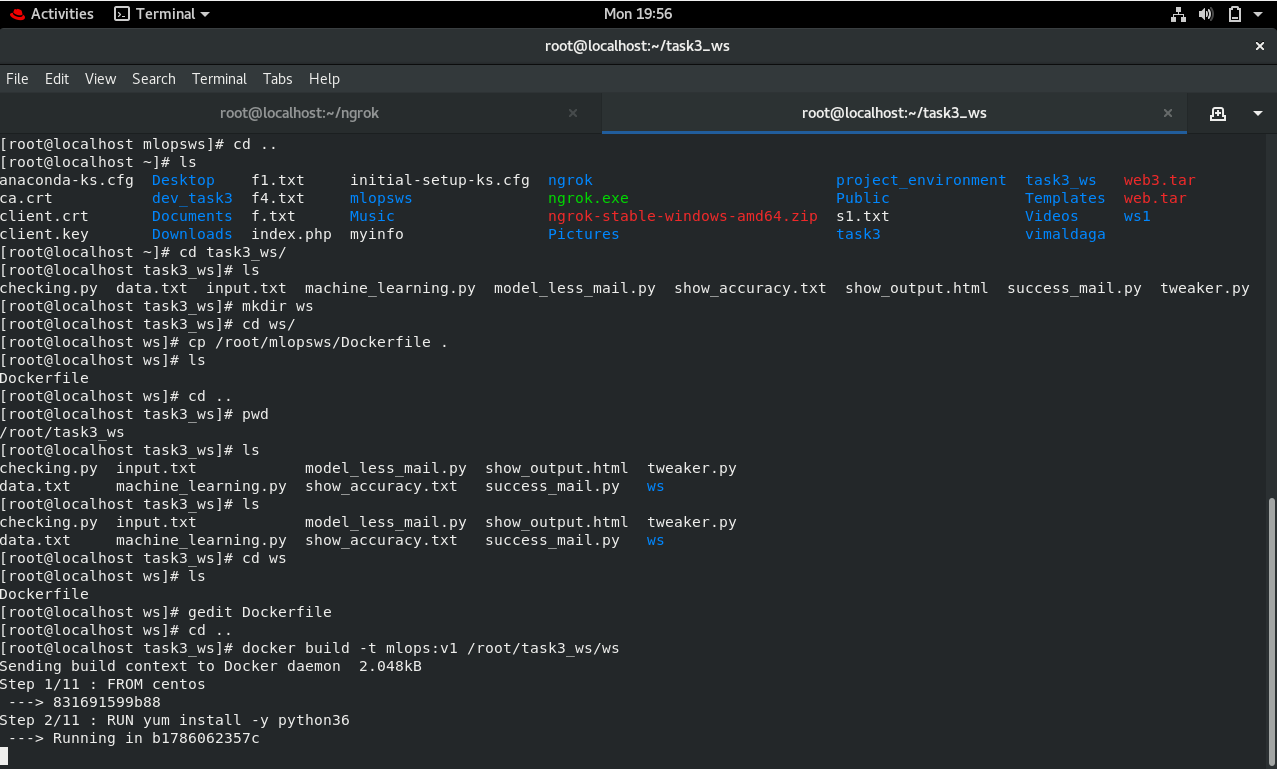 Activities Terminal Mon 19:56
root@localhost:~/task3_ws ×
File Edit View Search Terminal Tabs Help
root@localhost:~/ngrok × root@localhost:~/task3_ws ×
[root@localhost mlopsws]# cd ..
[root@localhost ~]# ls
anaconda-ks.cfg  Desktop    f1.txt     initial-setup-ks.cfg  ngrok                           project_environment  task3_ws   web3.tar
ca.crt           dev_task3  f4.txt     mlopsws               ngrok.exe                       Public               Templates  web.tar
client.crt       Documents  f.txt      Music                 ngrok-stable-windows-amd64.zip  s1.txt               Videos     ws1
client.key       Downloads  index.php  myinfo                Pictures                        task3                vimaldaga
[root@localhost ~]# cd task3_ws/
[root@localhost task3_ws]# ls
checking.py  data.txt  input.txt  machine_learning.py  model_less_mail.py  show_accuracy.txt  show_output.html  success_mail.py  tweaker.py
[root@localhost task3_ws]# mkdir ws
[root@localhost task3_ws]# cd ws/
[root@localhost ws]# cp /root/mlopsws/Dockerfile .
[root@localhost ws]# ls
Dockerfile
[root@localhost ws]# cd ..
[root@localhost task3_ws]# pwd
/root/task3_ws
[root@localhost task3_ws]# ls
checking.py  input.txt            model_less_mail.py  show_output.html  tweaker.py
data.txt     machine_learning.py  show_accuracy.txt   success_mail.py   ws
[root@localhost task3_ws]# ls
checking.py  input.txt            model_less_mail.py  show_output.html  tweaker.py
data.txt     machine_learning.py  show_accuracy.txt   success_mail.py   ws
[root@localhost task3_ws]# cd ws
[root@localhost ws]# ls
Dockerfile
[root@localhost ws]# gedit Dockerfile
[root@localhost ws]# cd ..
[root@localhost task3_ws]# docker build -t mlops:v1 /root/task3_ws/ws
Sending build context to Docker daemon  2.048kB
Step 1/11 : FROM centos
 ---> 831691599b88
Step 2/11 : RUN yum install -y python36
 ---> Running in b1786062357c